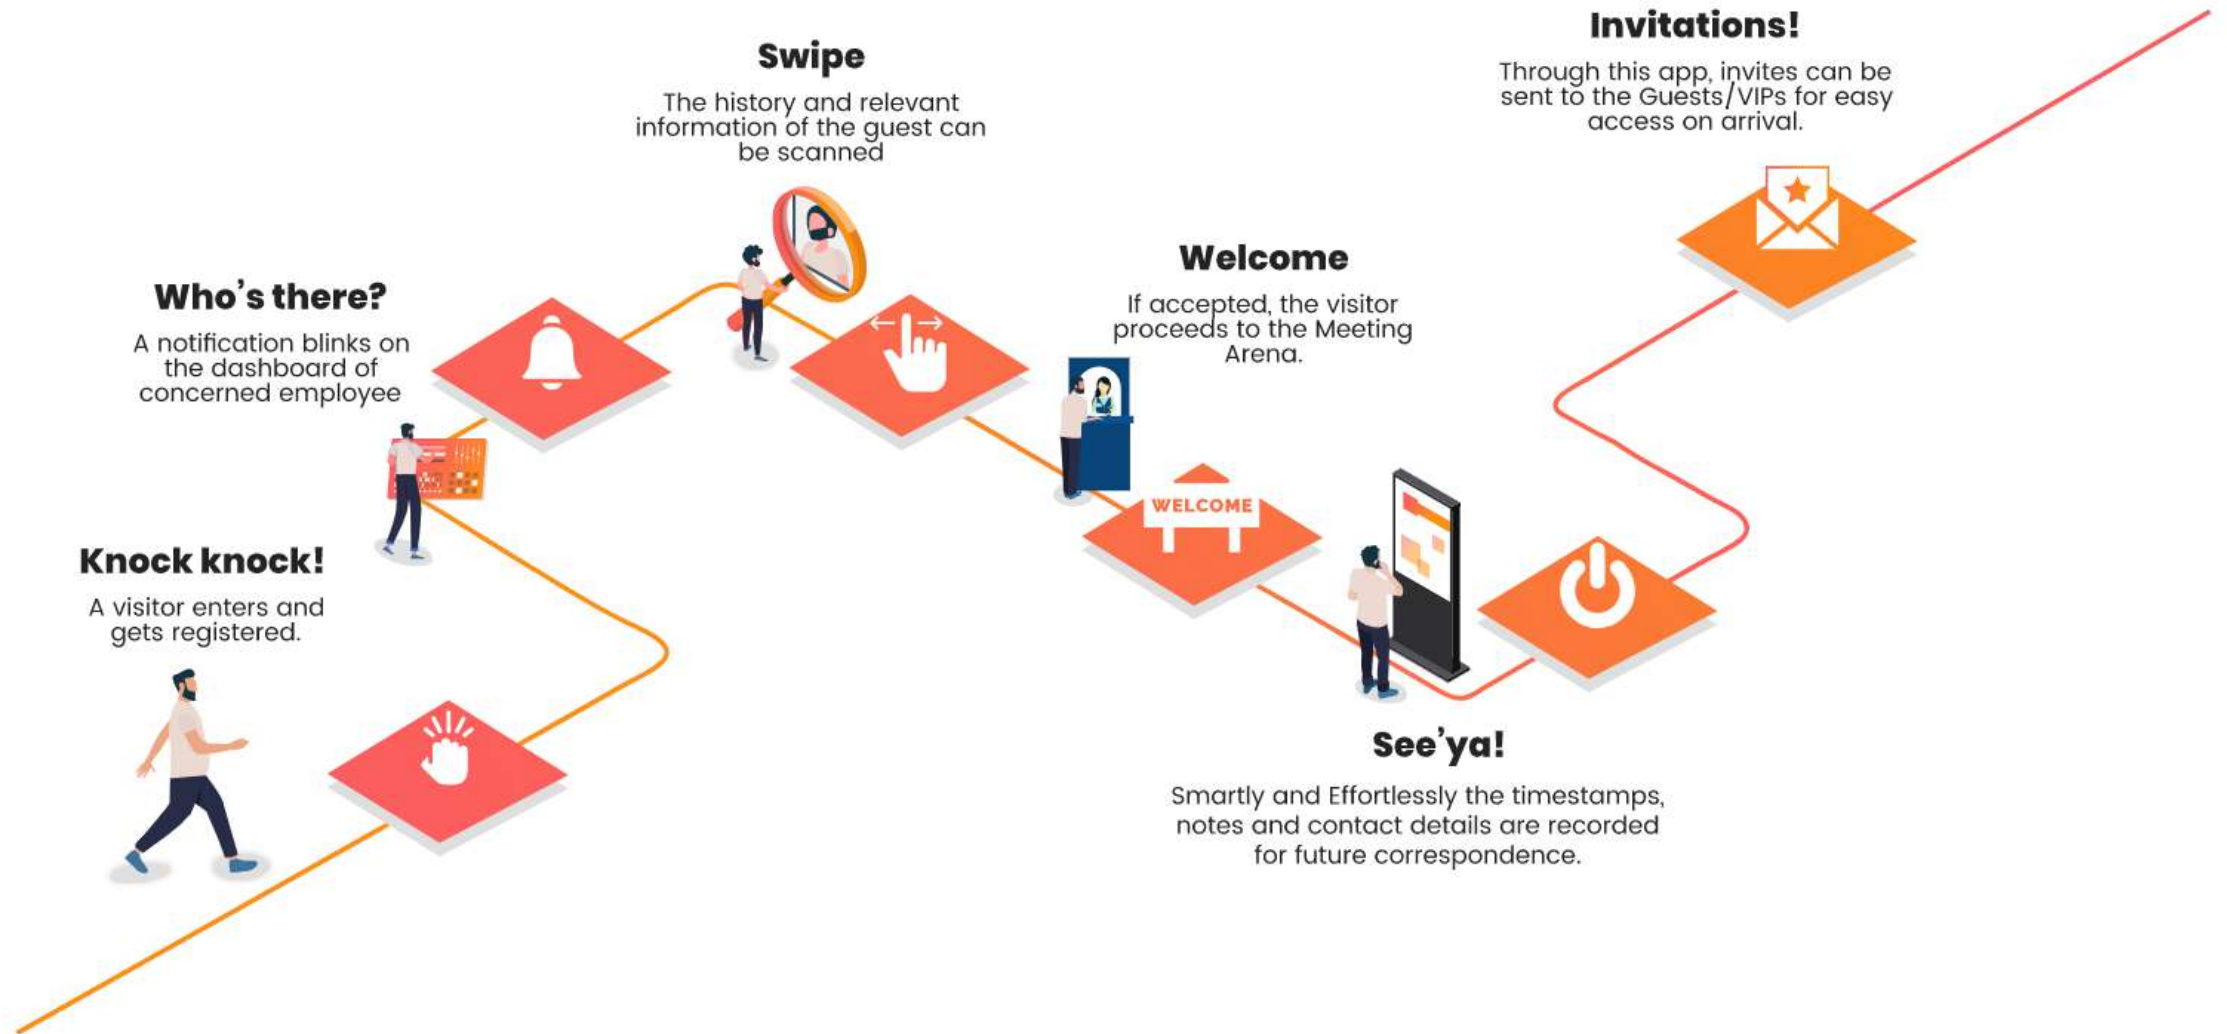 Knock knock!
A visitor enters and
gets registered.
Who's there?
A notification blinks on
the dashboard of
concerned employee
Swipe
The history and relevant
information of the guest can
be scanned
Welcome
If accepted, the visitor
proceeds to the Meeting
Arena.
WELCOME
See'ya!
Smartly and Effortlessly the timestamps,
notes and contact details are recorded
for future correspondence.
Invitations!
Through this app, invites can be
sent to the Guests/VIPs for easy
access on arrival.